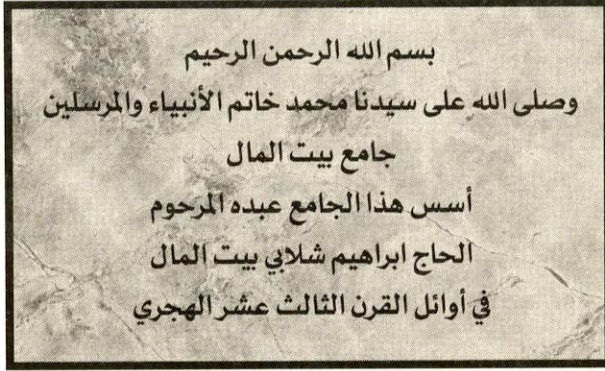 بسم الله الرحمن الرحيم
وصلى الله على سيدنا محمد خاتم الأنبياء والمرسلين
جامع بيت المال
أسس هذا الجامع عبده المرحوم
الحاج ابراهيم شلابي بيت المال
في أوائل القرن الثالث عشر الهجري